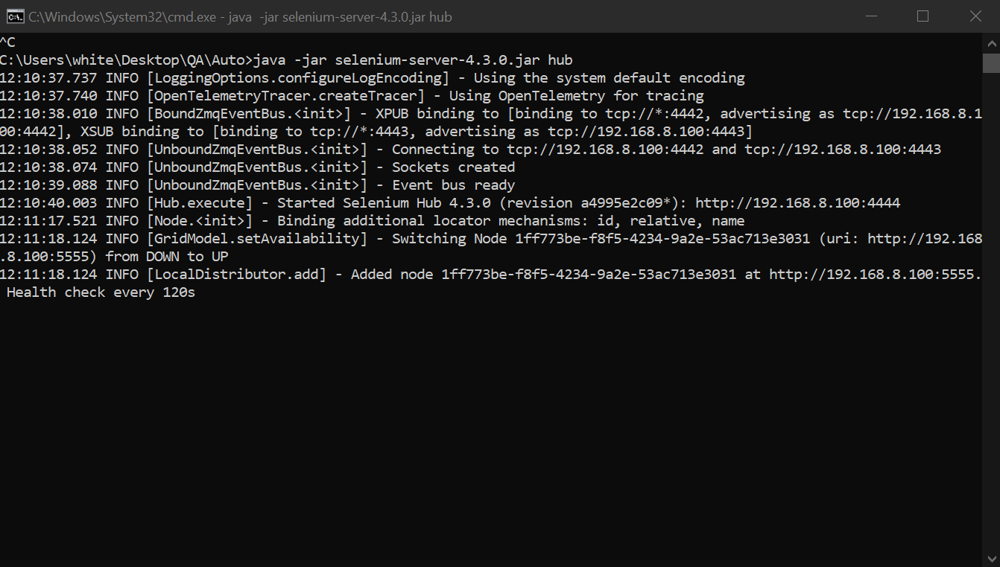 C:\Windows\System32\cmd.exe - java  -jar selenium-server-4.3.0.jar hub
^C
C:\Users\white\Desktop\QA\Auto>java -jar selenium-server-4.3.0.jar hub
12:10:37.737 INFO [LoggingOptions.configureLogEncoding] - Using the system default encoding
12:10:37.740 INFO [OpenTelemetryTracer.createTracer] - Using OpenTelemetry for tracing
12:10:38.010 INFO [BoundZmqEventBus.<init>] - XPUB binding to [binding to tcp://*:4442, advertising as tcp://192.168.8.1
00:4442], XSUB binding to [binding to tcp://*:4443, advertising as tcp://192.168.8.100:4443]
12:10:38.052 INFO [UnboundZmqEventBus.<init>] - Connecting to tcp://192.168.8.100:4442 and tcp://192.168.8.100:4443
12:10:38.074 INFO [UnboundZmqEventBus.<init>] - Sockets created
12:10:39.088 INFO [UnboundZmqEventBus.<init>] - Event bus ready
12:10:40.003 INFO [Hub.execute] - Started Selenium Hub 4.3.0 (revision a4995e2c09*): http://192.168.8.100:4444
12:11:17.521 INFO [Node.<init>] - Binding additional locator mechanisms: id, relative, name
12:11:18.124 INFO [GridModel.setAvailability] - Switching Node 1ff773be-f8f5-4234-9a2e-53ac713e3031 (uri: http://192.168
.8.100:5555) from DOWN to UP
12:11:18.124 INFO [LocalDistributor.add] - Added node 1ff773be-f8f5-4234-9a2e-53ac713e3031 at http://192.168.8.100:5555.
 Health check every 120s